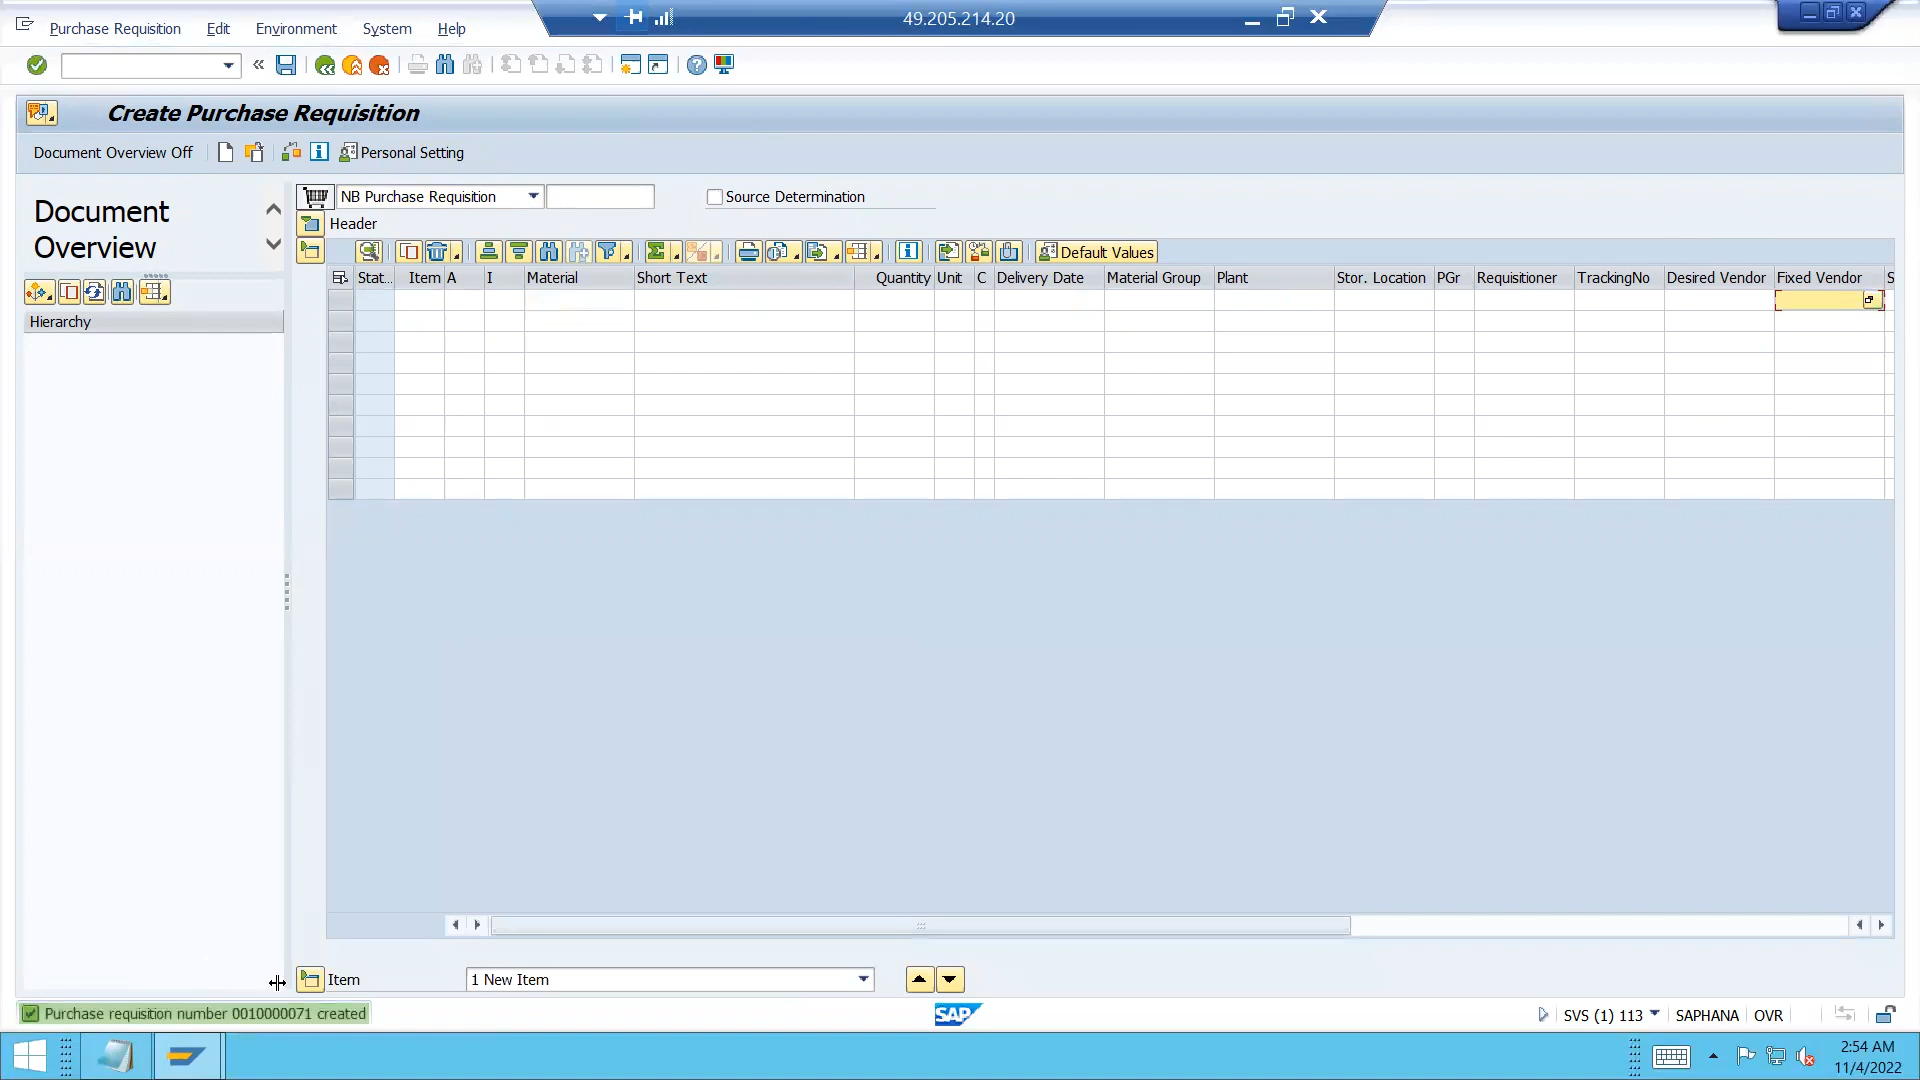 49.205.214.20
Purchase Requisition Edit Environment System Help
Create Purchase Requisition
Document Overview Off Personal Setting
Document Overview
Hierarchy
NB Purchase Requisition Source Determination
Header
Default Values
Stat... Item A I Material Short Text Quantity Unit C Delivery Date Material Group Plant Stor. Location PGr Requisitioner TrackingNo Desired Vendor Fixed Vendor S
Item 1 New Item
Purchase requisition number 0010000071 created
SAP
SVS (1) 113 SAPHANA OVR
2:54 AM
11/4/2022